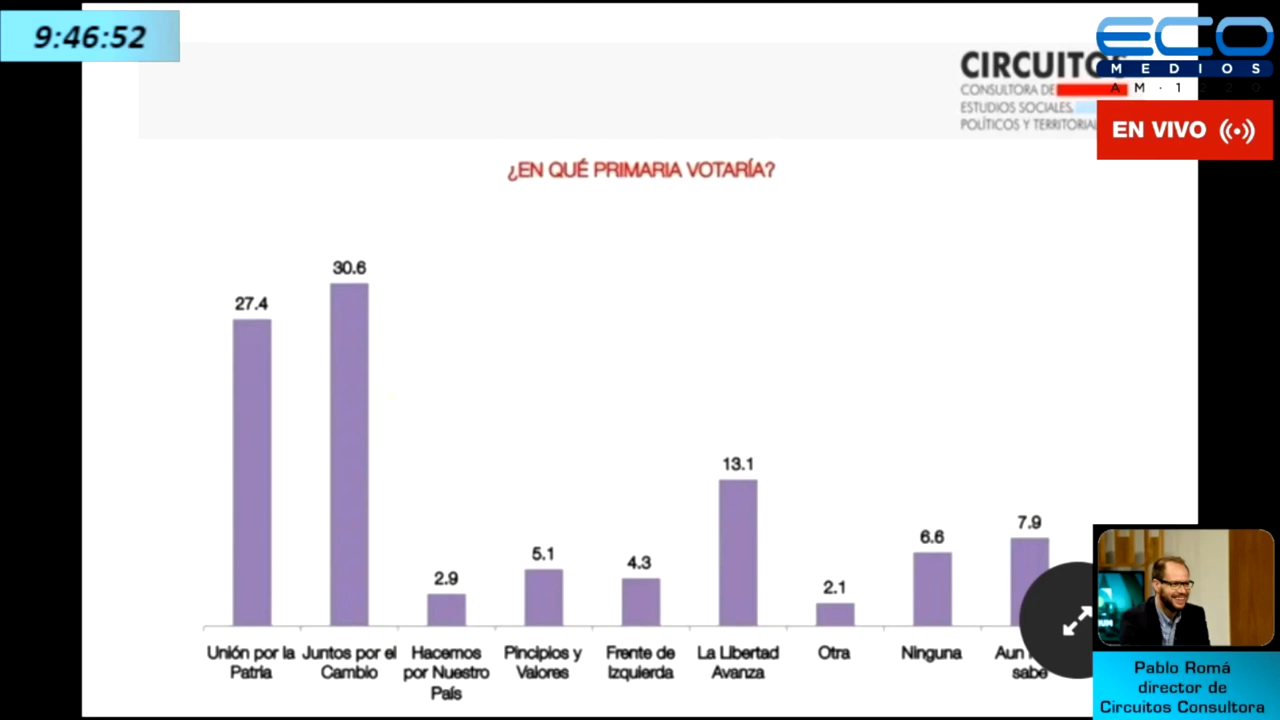 9:46:52
ECO
MEDIOS
AM·1220
EN VIVO
CIRCUITOS
CONSULTORA DE
ESTUDIOS SOCIALES,
POLÍTICOS Y TERRITORIAL
¿EN QUÉ PRIMARIA VOTARÍA?
27.4
30.6
2.9
5.1
4.3
13.1
2.1
6.6
7.9
Unión por la
Patria
Juntos por el
Cambio
Hacemos
por Nuestro
País
Pincipios y
Valores
Frente de
Izquierda
La Libertad
Avanza
Otra
Ninguna
Aun
sabe
Pablo Romá
director de
Circuitos Consultora